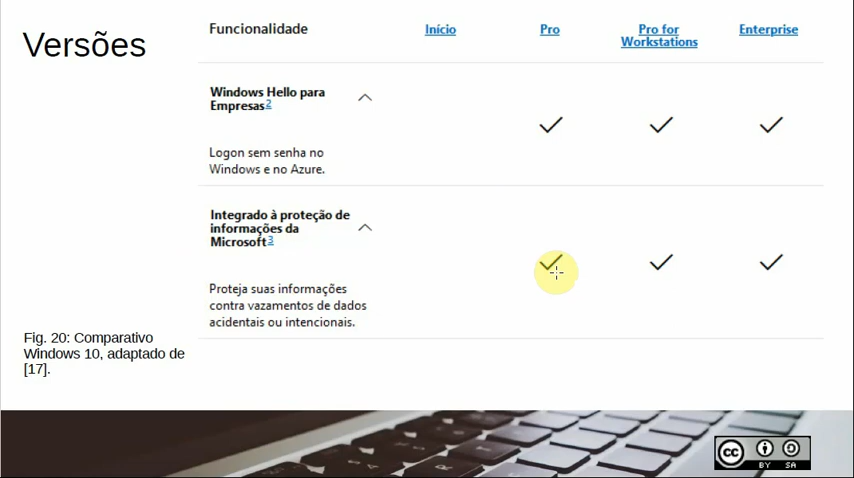 Versões
Funcionalidade
Início
Pro
Pro for
Workstations
Enterprise
Windows Hello para
Empresas2
Logon sem senha no
Windows e no Azure.
Integrado à proteção de
informações da
Microsoft3
Proteja suas informações
contra vazamentos de dados
acidentais ou intencionais.
Fig. 20: Comparativo
Windows 10, adaptado de
[17].
cc
BY SA